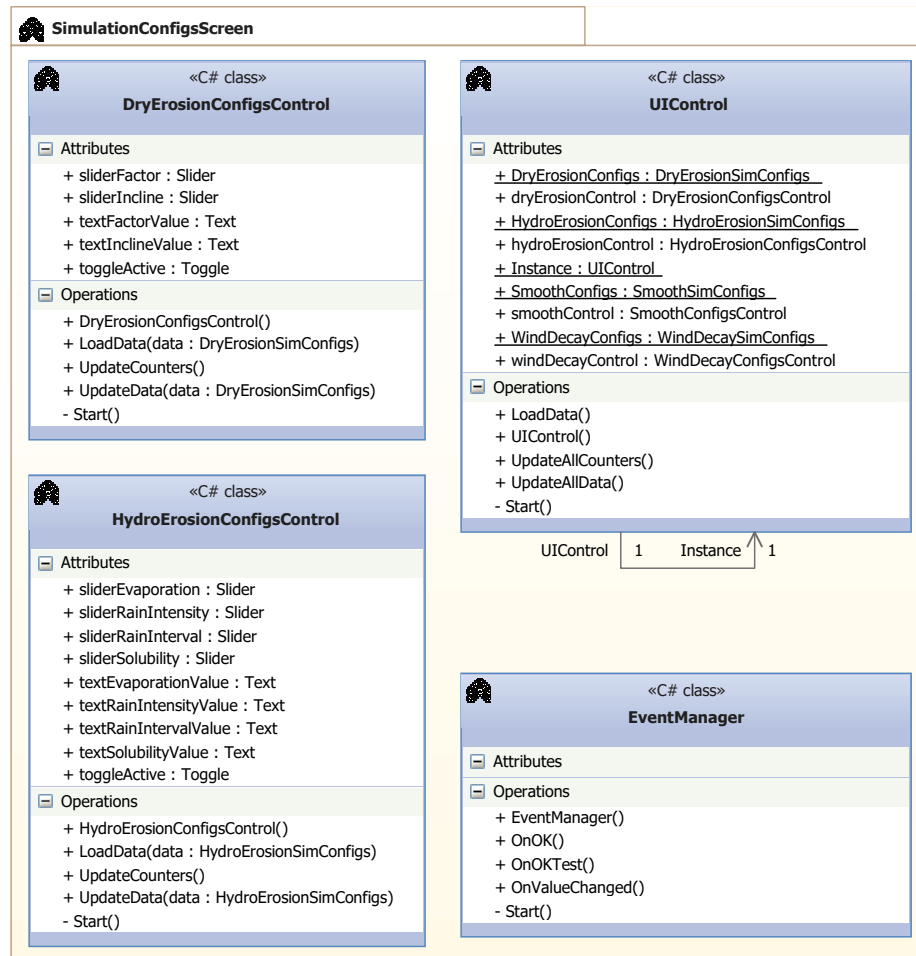 SimulationConfigsScreen
«C# class»
DryErosionConfigsControl
Attributes
+ sliderFactor : Slider
+ sliderIncline : Slider
+ textFactorValue : Text
+ textInclineValue : Text
+ toggleActive : Toggle
Operations
+ DryErosionConfigsControl()
+ LoadData(data : DryErosionSimConfigs)
+ UpdateCounters()
+ UpdateData(data : DryErosionSimConfigs)
- Start()
«C# class»
HydroErosionConfigsControl
Attributes
+ sliderEvaporation : Slider
+ sliderRainIntensity : Slider
+ sliderRainInterval : Slider
+ sliderSolubility : Slider
+ textEvaporationValue : Text
+ textRainIntensityValue : Text
+ textRainIntervalValue : Text
+ textSolubilityValue : Text
+ toggleActive : Toggle
Operations
+ HydroErosionConfigsControl()
+ LoadData(data : HydroErosionSimConfigs)
+ UpdateCounters()
+ UpdateData(data : HydroErosionSimConfigs)
- Start()
«C# class»
UIControl
Attributes
+ DryErosionConfigs : DryErosionSimConfigs
+ dryErosionControl : DryErosionConfigsControl
+ HydroErosionConfigs : HydroErosionSimConfigs
+ hydroErosionControl : HydroErosionConfigsControl
+ Instance : UIControl
+ SmoothConfigs : SmoothSimConfigs
+ smoothControl : SmoothConfigsControl
+ WindDecayConfigs : WindDecaySimConfigs
+ windDecayControl : WindDecayConfigsControl
Operations
+ LoadData()
+ UIControl()
+ UpdateAllCounters()
+ UpdateAllData()
- Start()
UIControl 1 Instance 1
«C# class»
EventManager
Attributes
Operations
+ EventManager()
+ OnOK()
+ OnOKTest()
+ OnValueChanged()
- Start()